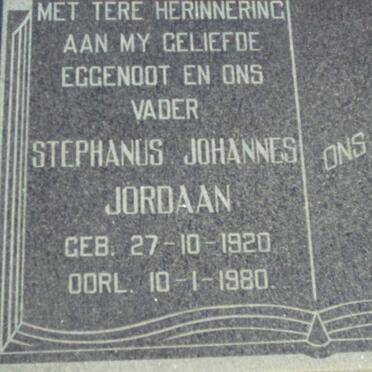 MET TERE HERINNERING
AAN MY GELIEFDE
EGGENOOT EN ONS
VADER
STEPHANUS JOHANNES
JORDAAN
GEB. 27-10-1920
OORL. 10-1-1980.
ONS